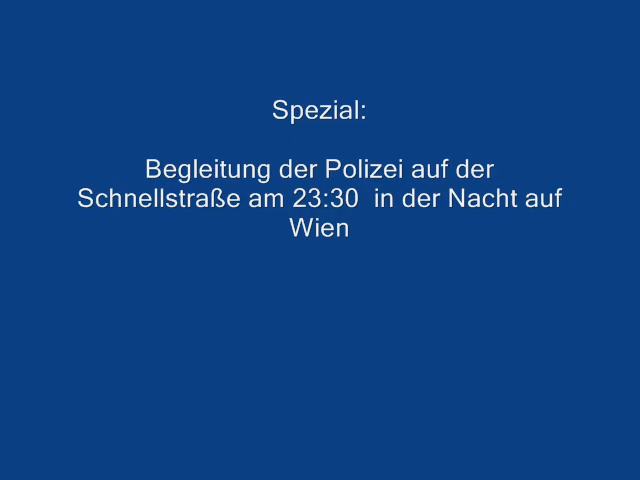 Spezial:
Begleitung der Polizei auf der
Schnellstraße am 23:30  in der Nacht auf
Wien